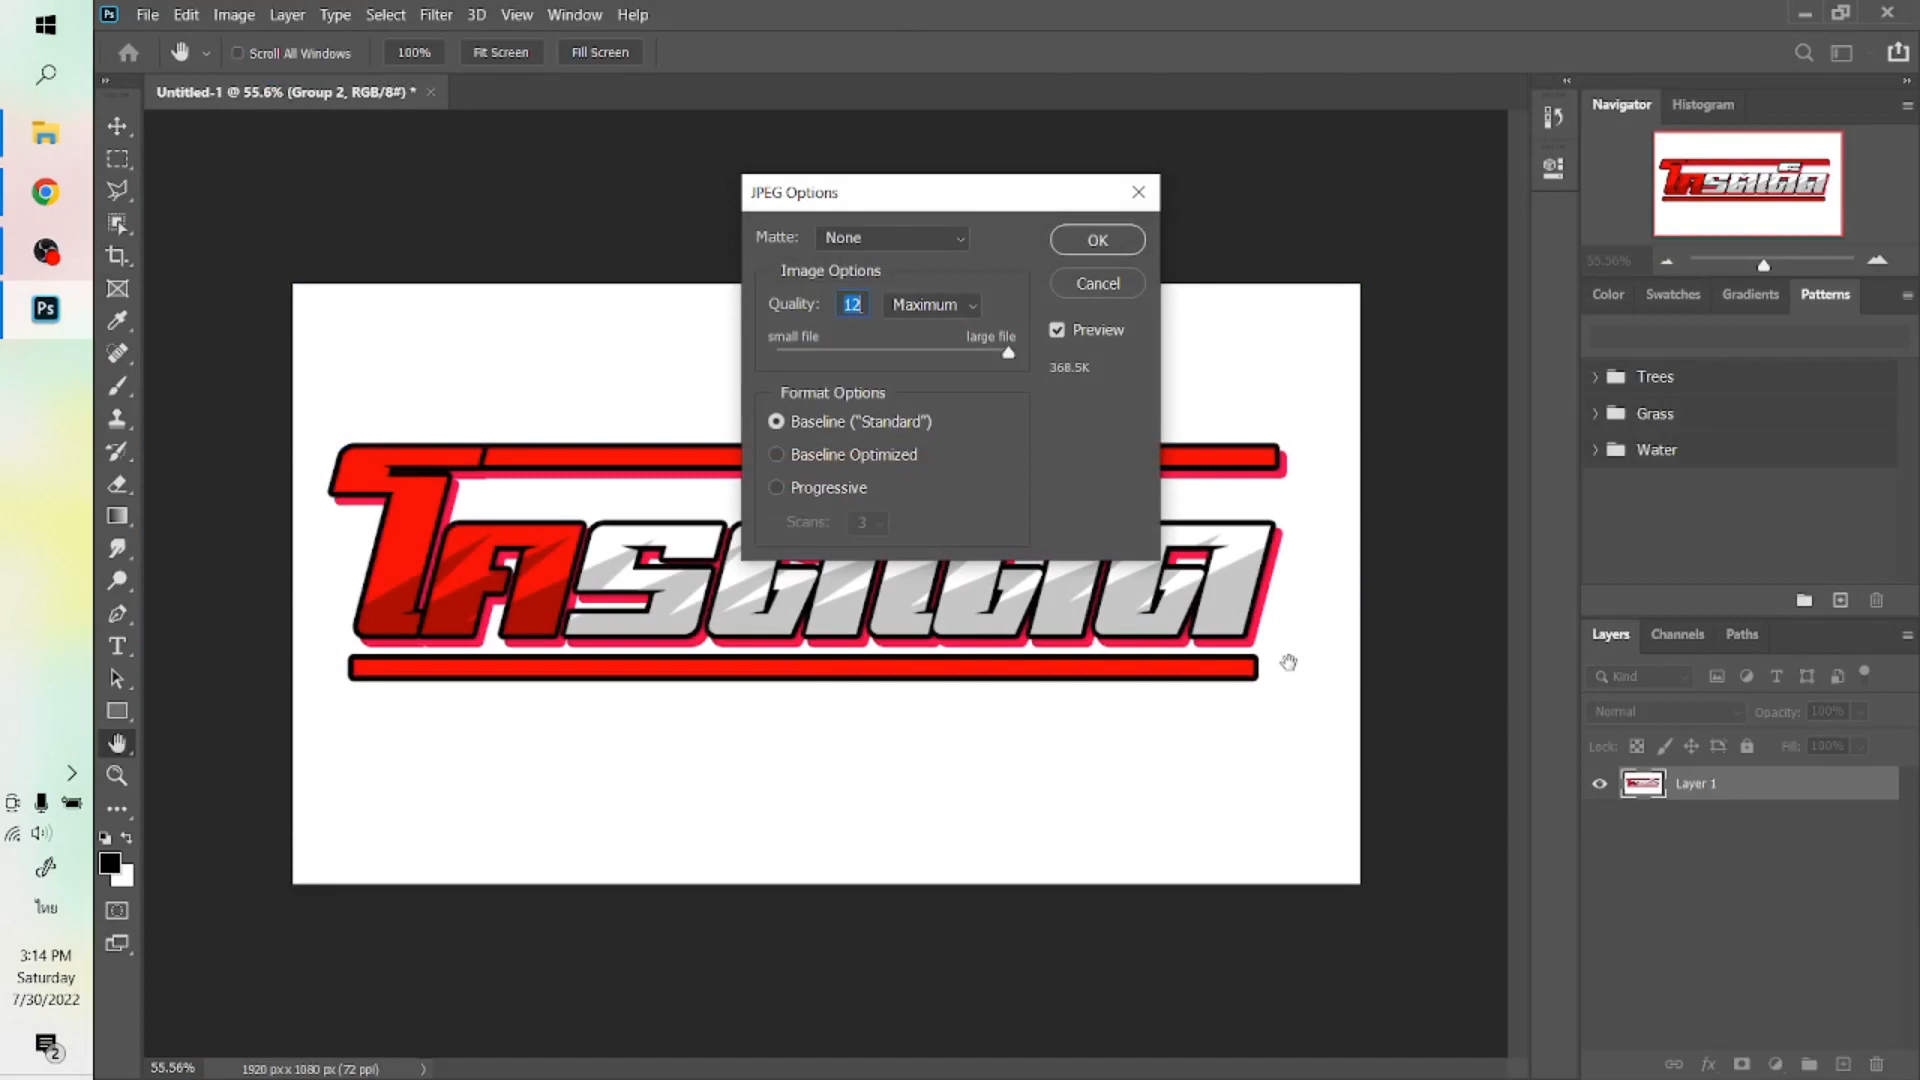 File Edit Image Layer Type Select Filter 3D View Window Help
Scroll All Windows 100% Fit Screen Fill Screen
Untitled-1 @ 55.6% (Group 2, RGB/8#) *
Navigator Histogram
JPEG Options
Matte: None
OK
Image Options
Cancel
Quality: 12 Maximum
Preview
small file large file
368.5K
Format Options
Baseline ("Standard")
Baseline Optimized
Progressive
Scans: 3
55.56%
Color Swatches Gradients Patterns
Trees
Grass
Water
Layers Channels Paths
Kind
Normal Opacity: 100%
Lock: Fill: 100%
Layer 1
Ps
ไทย
3:14 PM
Saturday
7/30/2022
2
55.56% 1920 px x 1080 px (72 ppi)